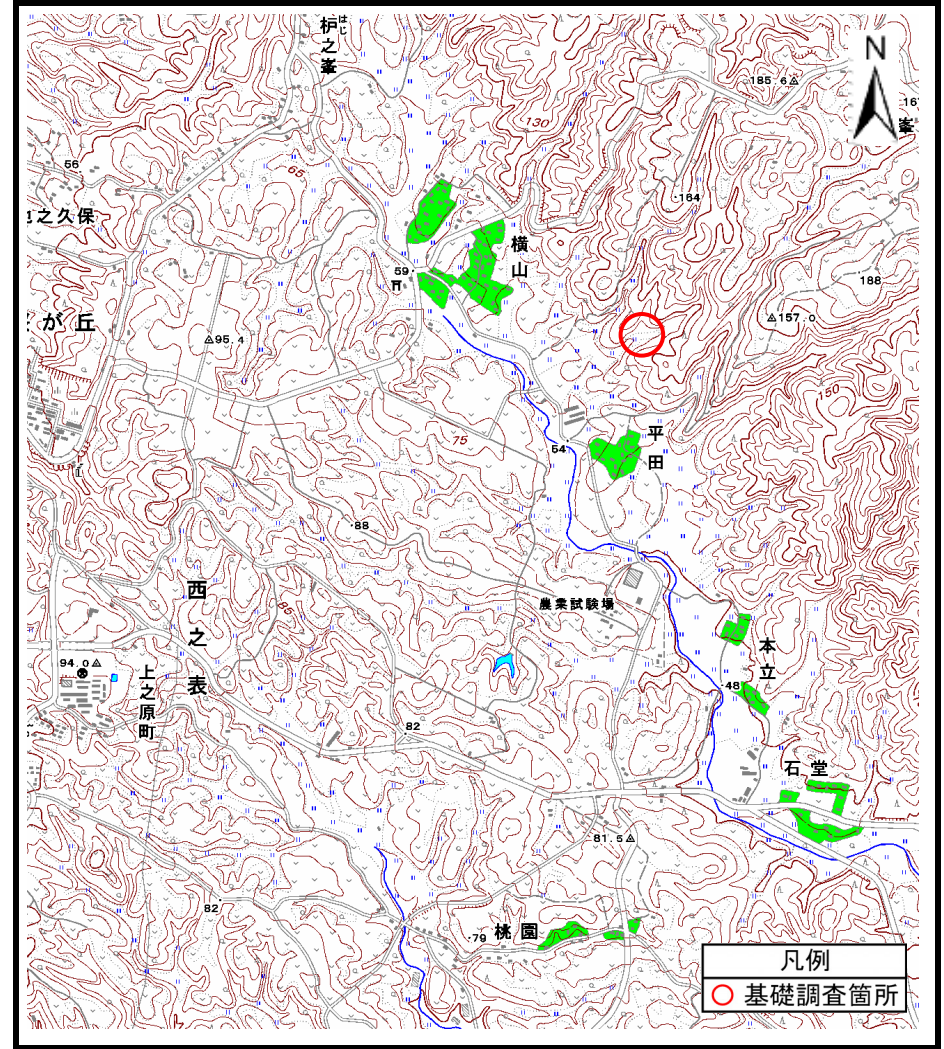 はじ
枦之峯
N
185.6
16
峯
130
56
65
164
之久保
横山
59
188
が丘
157.0
95.4
150
75
平田
54
88
西之表
86
農業試験場
本立
94.0
上之原町
48
82
石堂
81.5
82
桃園
79
凡例
基礎調査箇所